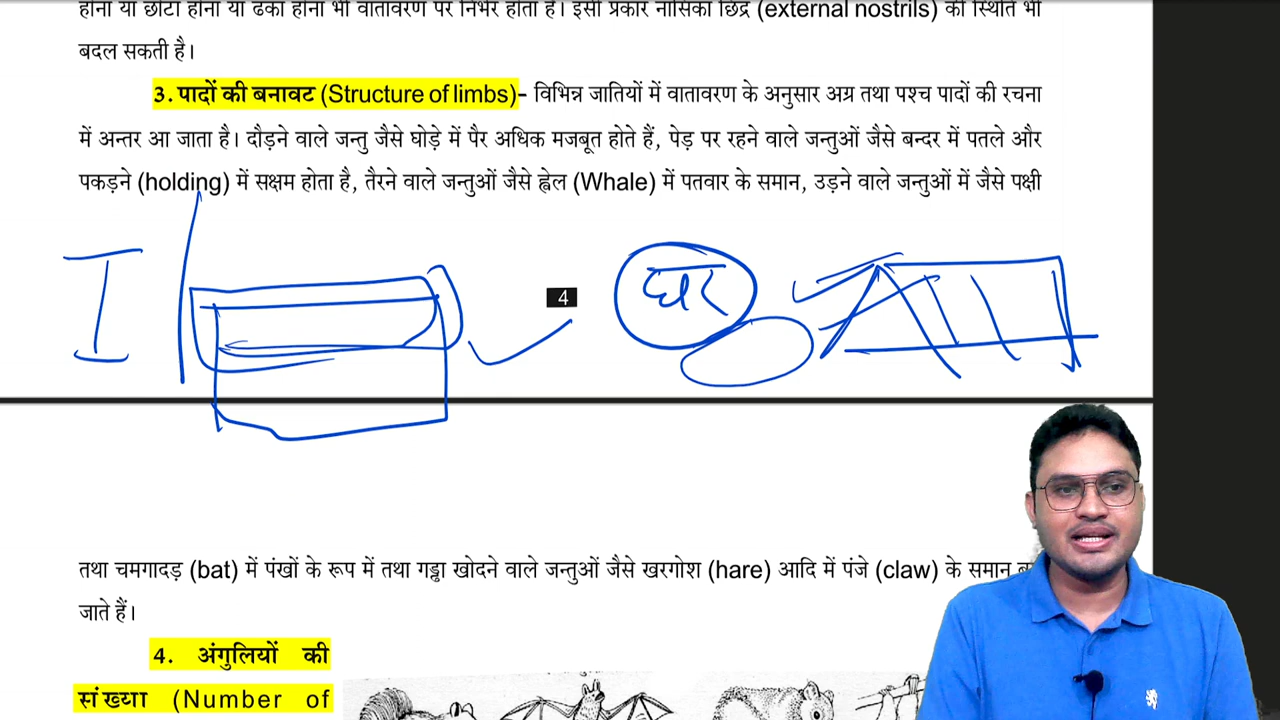 होना या छोटा होना या ढका होना भी वातावरण पर निर्भर होता है। इसी प्रकार नासिका छिद्र (external nostrils) की स्थिति भी
बदल सकती है।
3. पादों की बनावट (Structure of limbs)- विभिन्न जातियों में वातावरण के अनुसार अग्र तथा पश्च पादों की रचना
में अन्तर आ जाता है। दौड़ने वाले जन्तु जैसे घोड़े में पैर अधिक मजबूत होते हैं, पेड़ पर रहने वाले जन्तुओं जैसे बन्दर में पतले और
पकड़ने (holding) में सक्षम होता है, तैरने वाले जन्तुओं जैसे ह्वेल (Whale) में पतवार के समान, उड़ने वाले जन्तुओं में जैसे पक्षी
I
4
घर
तथा चमगादड़ (bat) में पंखों के रूप में तथा गड्ढा खोदने वाले जन्तुओं जैसे खरगोश (hare) आदि में पंजे (claw) के समान
जाते हैं।
4. अंगुलियों की
संख्या (Number of